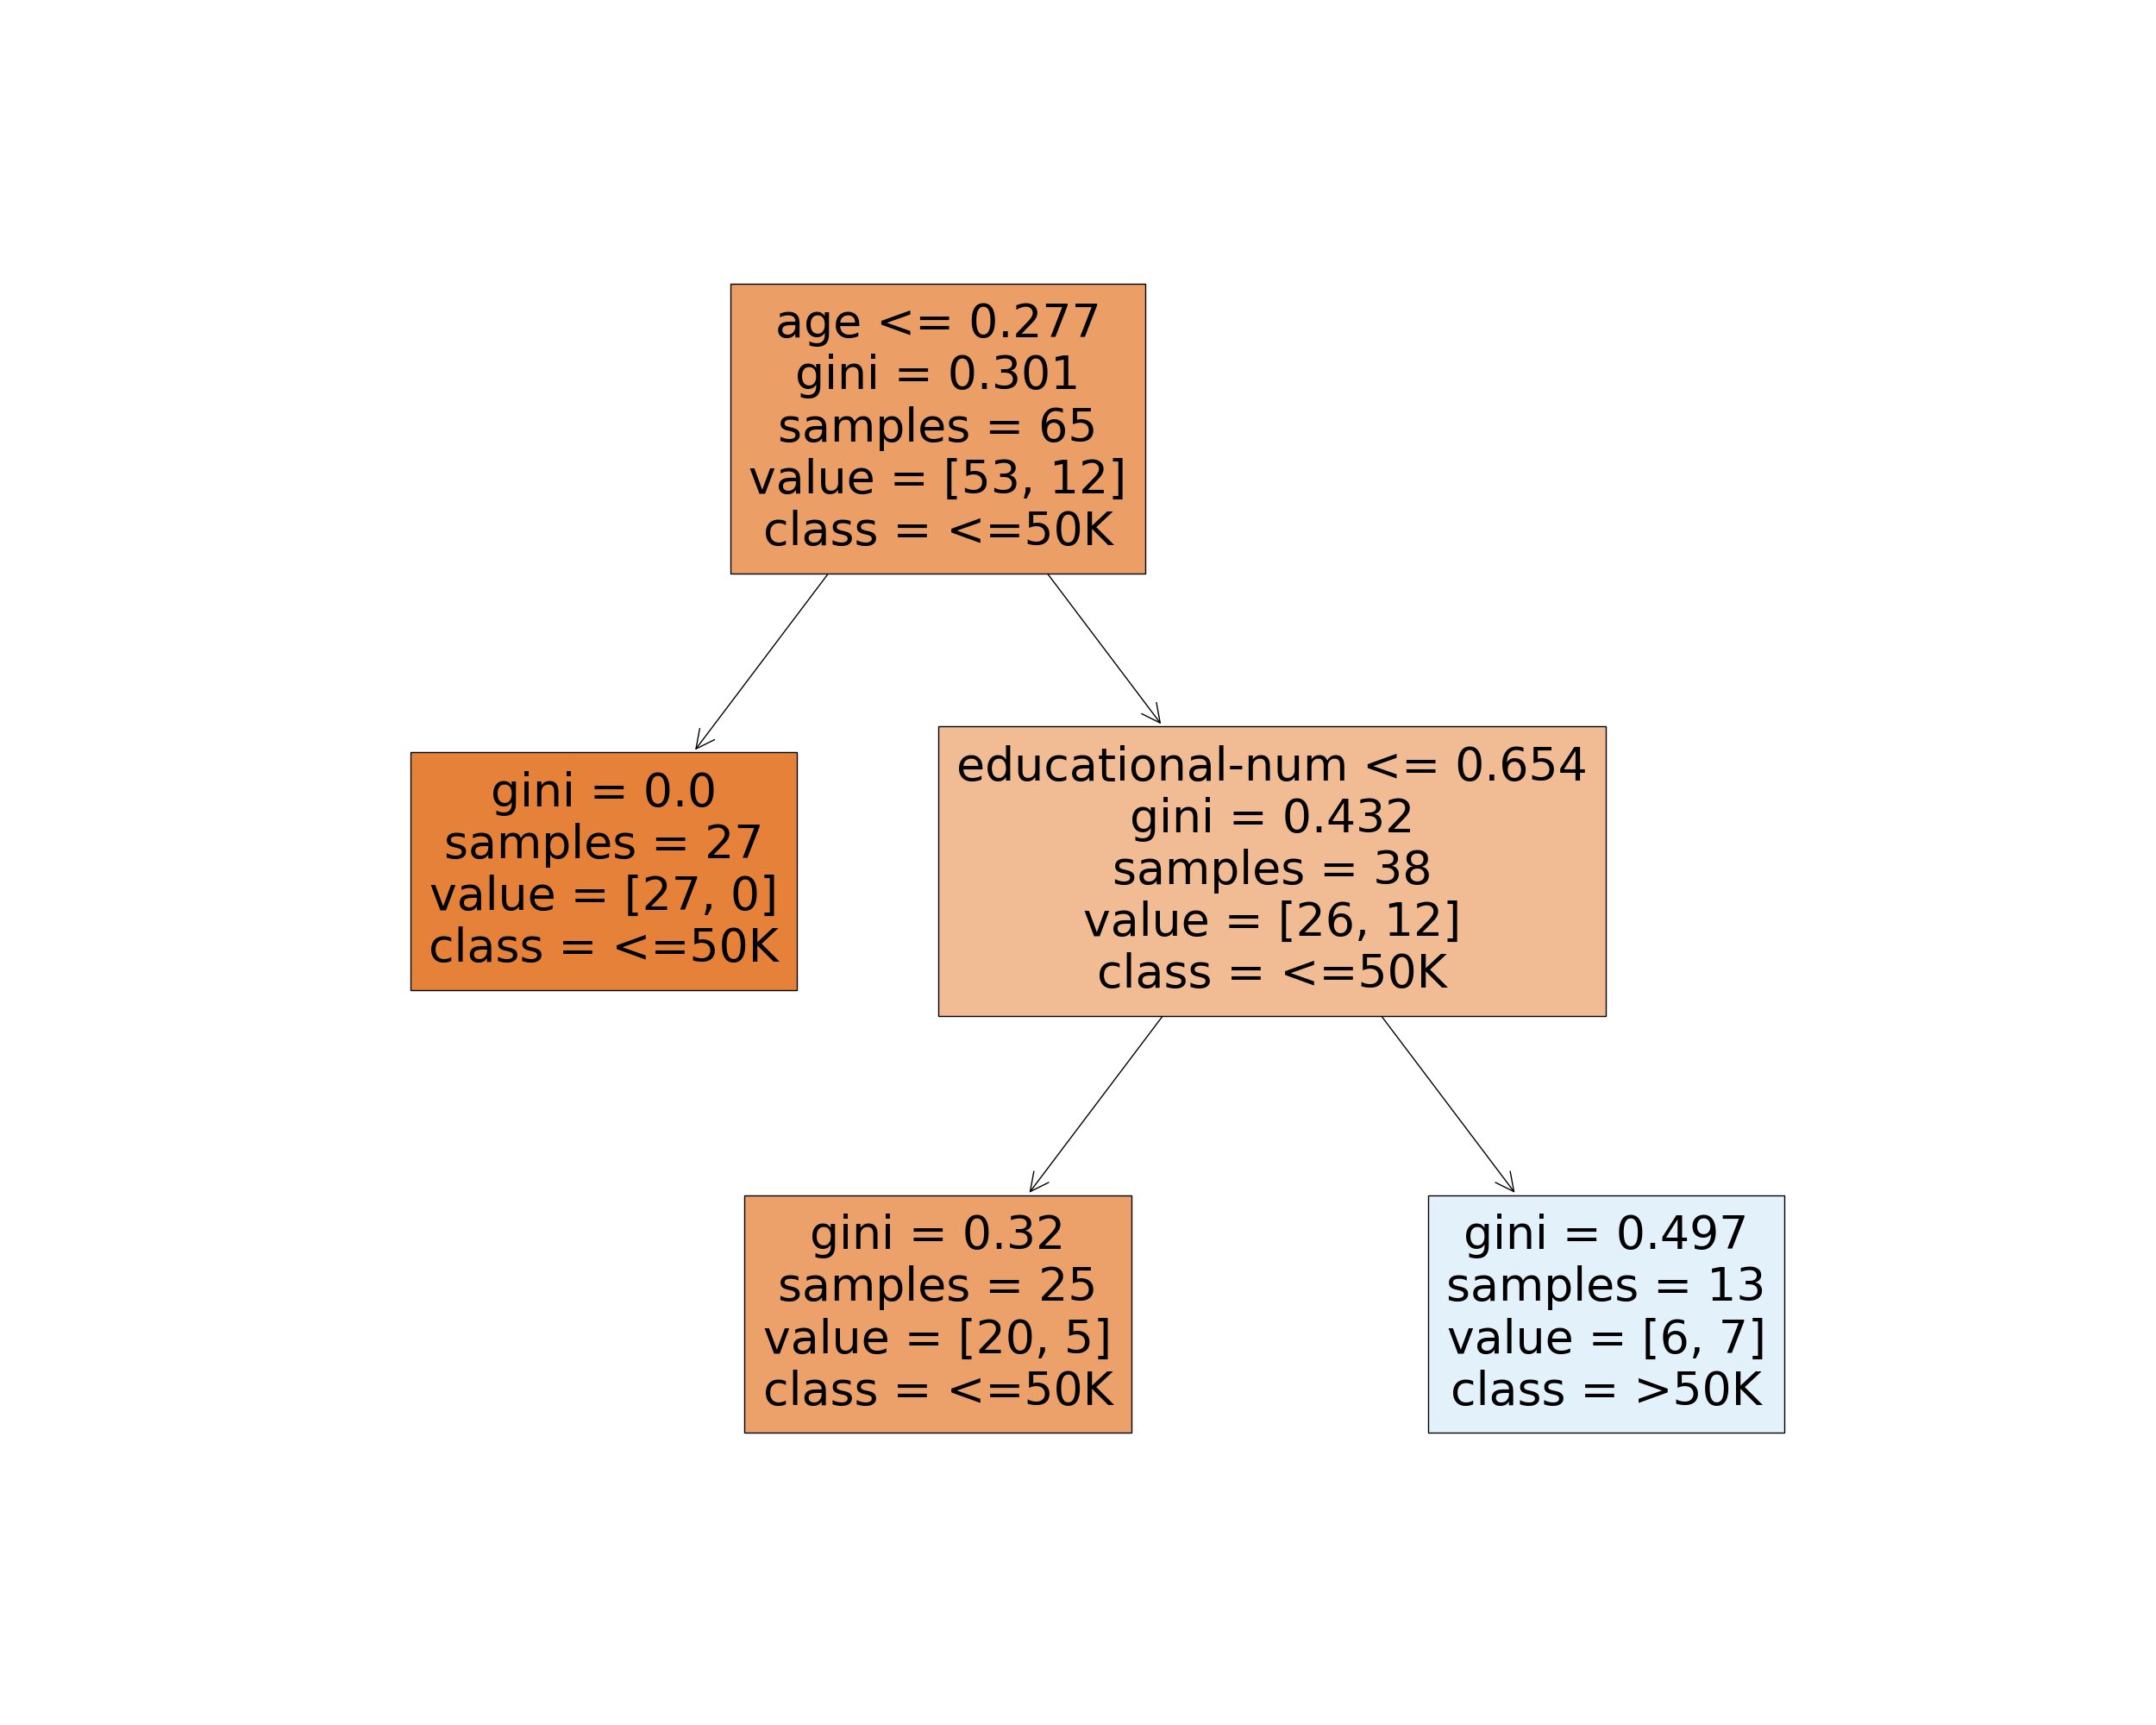 age <= 0.277
gini = 0.301
samples = 65
value = [53, 12]
class = <=50K
gini = 0.0
samples = 27
value = [27, 0]
class = <=50K
educational-num <= 0.654
gini = 0.432
samples = 38
value = [26, 12]
class = <=50K
gini = 0.32
samples = 25
value = [20, 5]
class = <=50K
gini = 0.497
samples = 13
value = [6, 7]
class = >50K